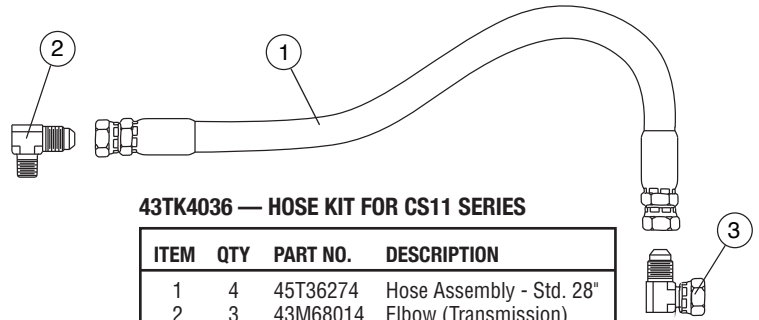 2
1
43TK4036 — HOSE KIT FOR CS11 SERIES
3
ITEM QTY PART NO. DESCRIPTION
1 4 45T36274 Hose Assembly - Std. 28"
2 3 43M68014 Elbow (Transmission)